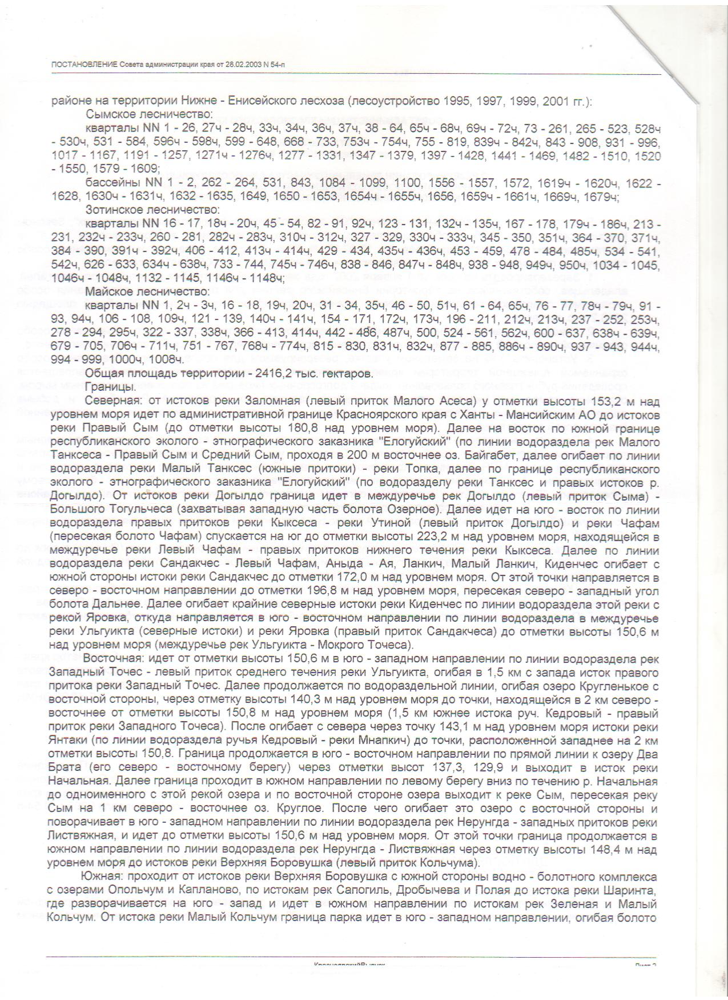 ПОСТАНОВЛЕНИЕ Совета администрации края от 28.02.2003 N 54-п
районе на территории Нижне - Енисейского лесхоза (лесоустройство 1995, 1997, 1999, 2001 гг.):
Сымское лесничество:
кварталы NN 1 - 26, 27ч - 28ч, 33ч, 34ч, 36ч, 37ч, 38 - 64, 65ч - 68ч, 69ч - 72ч, 73 - 261, 265 - 523, 528ч
- 530ч, 531 - 584, 596ч - 598ч, 599 - 648, 668 - 733, 753ч - 754ч, 755 - 819, 839ч - 842ч, 843 - 908, 931 - 996,
1017 - 1167, 1191 - 1257, 1271ч - 1276ч, 1277 - 1331, 1347 - 1379, 1397 - 1428, 1441 - 1469, 1482 - 1510, 1520
- 1550, 1579 - 1609;
бассейны NN 1 - 2, 262 - 264, 531, 843, 1084 - 1099, 1100, 1556 - 1557, 1572, 1619ч - 1620ч, 1622 -
1628, 1630ч - 1631ч, 1632 - 1635, 1649, 1650 - 1653, 1654ч - 1655ч, 1656, 1659ч - 1661ч, 1669ч, 1679ч;
Зотинское лесничество:
кварталы NN 16 - 17, 18ч - 20ч, 45 - 54, 82 - 91, 92ч, 123 - 131, 132ч - 135ч, 167 - 178, 179ч - 186ч, 213 -
231, 232ч - 233ч, 260 - 281, 282ч - 283ч, 310ч - 312ч, 327 - 329, 330ч - 333ч, 345 - 350, 351ч, 364 - 370, 371ч,
384 - 390, 391ч - 392ч, 406 - 412, 413ч - 414ч, 429 - 434, 435ч - 436ч, 453 - 459, 478 - 484, 485ч, 534 - 541,
542ч, 626 - 633, 634ч - 638ч, 733 - 744, 745ч - 746ч, 838 - 846, 847ч - 848ч, 938 - 948, 949ч, 950ч, 1034 - 1045,
1046ч - 1048ч, 1132 - 1145, 1146ч - 1148ч;
Майское лесничество:
кварталы NN 1, 2ч - 3ч, 16 - 18, 19ч, 20ч, 31 - 34, 35ч, 46 - 50, 51ч, 61 - 64, 65ч, 76 - 77, 78ч - 79ч, 91 -
93, 94ч, 106 - 108, 109ч, 121 - 139, 140ч - 141ч, 154 - 171, 172ч, 173ч, 196 - 211, 212ч, 213ч, 237 - 252, 253ч,
278 - 294, 295ч, 322 - 337, 338ч, 366 - 413, 414ч, 442 - 486, 487ч, 500, 524 - 561, 562ч, 600 - 637, 638ч - 639ч,
679 - 705, 706ч - 711ч, 751 - 767, 768ч - 774ч, 815 - 830, 831ч, 832ч, 877 - 885, 886ч - 890ч, 937 - 943, 944ч,
994 - 999, 1000ч, 1008ч.
Общая площадь территории - 2416,2 тыс. гектаров.
Границы.
Северная: от истоков реки Заломная (левый приток Малого Асеса) у отметки высоты 153,2 м над
уровнем моря идет по административной границе Красноярского края с Ханты - Мансийским АО до истоков
реки Правый Сым (до отметки высоты 180,8 над уровнем моря). Далее на восток по южной границе
республиканского эколого - этнографического заказника "Елогуйский" (по линии водораздела рек Малого
Танксеса - Правый Сым и Средний Сым, проходя в 200 м восточнее оз. Байгабет, далее огибает по линии
водораздела реки Малый Танксес (южные притоки) - реки Топка, далее по границе республиканского
эколого - этнографического заказника "Елогуйский" (по водоразделу реки Танксес и правых истоков р.
Догылдо). От истоков реки Догылдо граница идет в междуречье рек Догылдо (левый приток Сыма) -
Большого Тогульчеса (захватывая западную часть болота Озерное). Далее идет на юго - восток по линии
водораздела правых притоков реки Кыксеса - реки Утиной (левый приток Догылдо) и реки Чафам
(пересекая болото Чафам) спускается на юг до отметки высоты 223,2 м над уровнем моря, находящейся в
междуречье реки Левый Чафам - правых притоков нижнего течения реки Кыксеса. Далее по линии
водораздела реки Сандакчес - Левый Чафам, Аныда - Ая, Ланкич, Малый Ланкич, Киденчес огибает с
южной стороны истоки реки Сандакчес до отметки 172,0 м над уровнем моря. От этой точки направляется в
северо - восточном направлении до отметки 196,8 м над уровнем моря, пересекая северо - западный угол
болота Дальнее. Далее огибает крайние северные истоки реки Киденчес по линии водораздела этой реки с
рекой Яровка, откуда направляется в юго - восточном направлении по линии водораздела в междуречье
реки Ульгуикта (северные истоки) и реки Яровка (правый приток Сандакчеса) до отметки высоты 150,6 м
над уровнем моря (междуречье рек Ульгуикта - Мокрого Точеса).
Восточная: идет от отметки высоты 150,6 м в юго - западном направлении по линии водораздела рек
Западный Точес - левый приток среднего течения реки Ульгуикта, огибая в 1,5 км с запада исток правого
притока реки Западный Точес. Далее продолжается по водораздельной линии, огибая озеро Кругленькое с
восточной стороны, через отметку высоты 140,3 м над уровнем моря до точки, находящейся в 2 км северо -
восточнее от отметки высоты 150,8 м над уровнем моря (1,5 км южнее истока руч. Кедровый - правый
приток реки Западного Точеса). После огибает с севера через точку 143,1 м над уровнем моря истоки реки
Янтаки (по линии водораздела ручья Кедровый - реки Мнапкич) до точки, расположенной западнее на 2 км
отметки высоты 150,8. Граница продолжается в юго - восточном направлении по прямой линии к озеру Два
Брата (его северо - восточному берегу) через отметки высот 137,3, 129,9 и выходит в исток реки
Начальная. Далее граница проходит в южном направлении по левому берегу вниз по течению р. Начальная
до одноименного с этой рекой озера и по восточной стороне озера выходит к реке Сым, пересекая реку
Сым на 1 км северо - восточнее оз. Круглое. После чего огибает это озеро с восточной стороны и
поворачивает в юго - западном направлении по линии водораздела рек Нерунгда - западных притоков реки
Листвяжная, и идет до отметки высоты 150,6 м над уровнем моря. От этой точки граница продолжается в
южном направлении по линии водораздела рек Нерунгда - Листвяжная через отметку высоты 148,4 м над
уровнем моря до истоков реки Верхняя Боровушка (левый приток Кольчума).
Южная: проходит от истоков реки Верхняя Боровушка с южной стороны водно - болотного комплекса
с озерами Опольчум и Капланово, по истокам рек Сапогиль, Дробычева и Полая до истока реки Шаринта,
где разворачивается на юго - запад и идет в южном направлении по истокам рек Зеленая и Малый
Кольчум. От истока реки Малый Кольчум граница парка идет в юго - западном направлении, огибая болото
КрасноярскийВыпуск